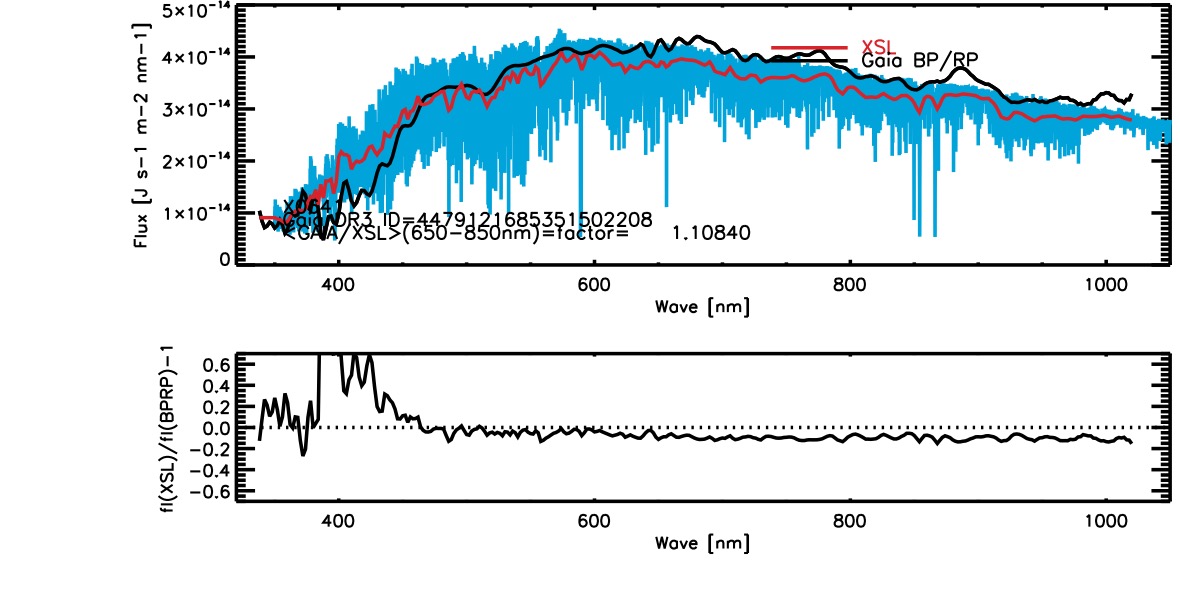 5×10⁻¹⁴
4×10⁻¹⁴
3×10⁻¹⁴
2×10⁻¹⁴
1×10⁻¹⁴
0
Flux [J s−1 m−2 nm−1]
XSL
Gaia BP/RP
X0641
Gaia DR3 ID=4479121685351502208
<GAIA/XSL>(650−850nm)=factor= 1.10840
400 600 800 1000
Wave [nm]
fl(XSL)/fl(BPRP)−1
0.6
0.4
0.2
0.0
−0.2
−0.4
−0.6
400 600 800 1000
Wave [nm]